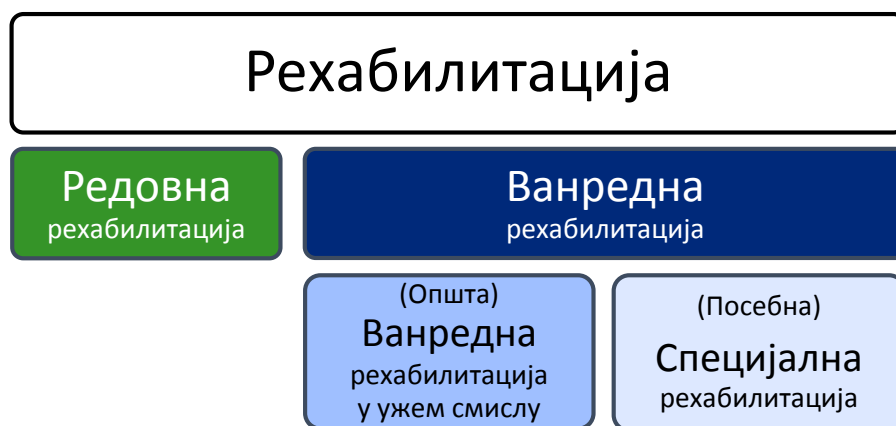 Рехабилитација
Редовна
рехабилитација
Ванредна
рехабилитација
(Општа)
Ванредна
рехабилитација
у ужем смислу
(Посебна)
Специјална
рехабилитација